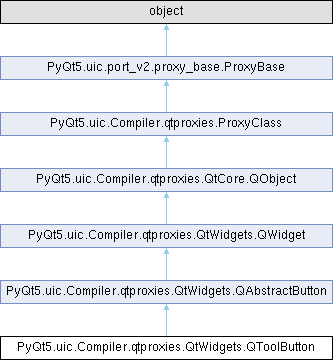 object
PyQt5.uic.port_v2.proxy_base.ProxyBase
PyQt5.uic.Compiler.qtproxies.ProxyClass
PyQt5.uic.Compiler.qtproxies.QtCore.QObject
PyQt5.uic.Compiler.qtproxies.QtWidgets.QWidget
PyQt5.uic.Compiler.qtproxies.QtWidgets.QAbstractButton
PyQt5.uic.Compiler.qtproxies.QtWidgets.QToolButton